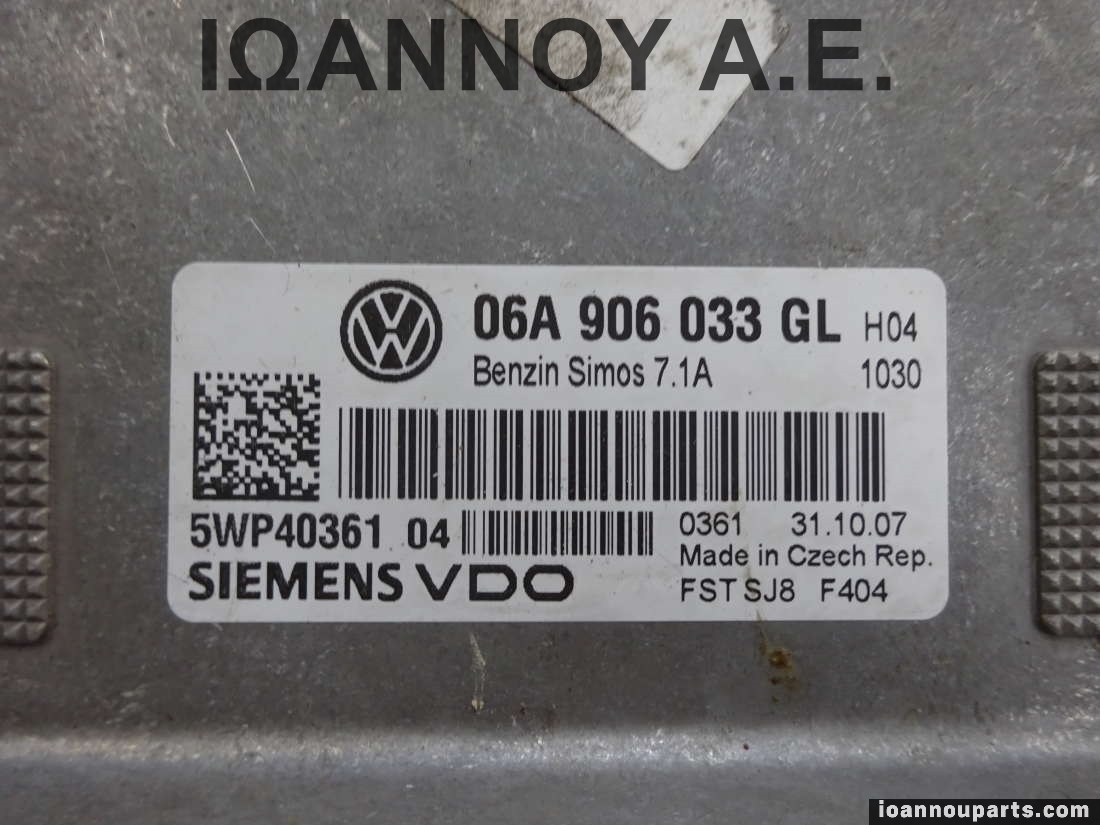 ΙΩΑΝΝΟΥ Α.Ε.
06A 906 033 GL H04
Benzin Simos 7.1A 1030
5WP40361 04 0361 31.10.07
Made in Czech Rep.
SIEMENS VDO FST SJ8 F404
ioannouparts.com